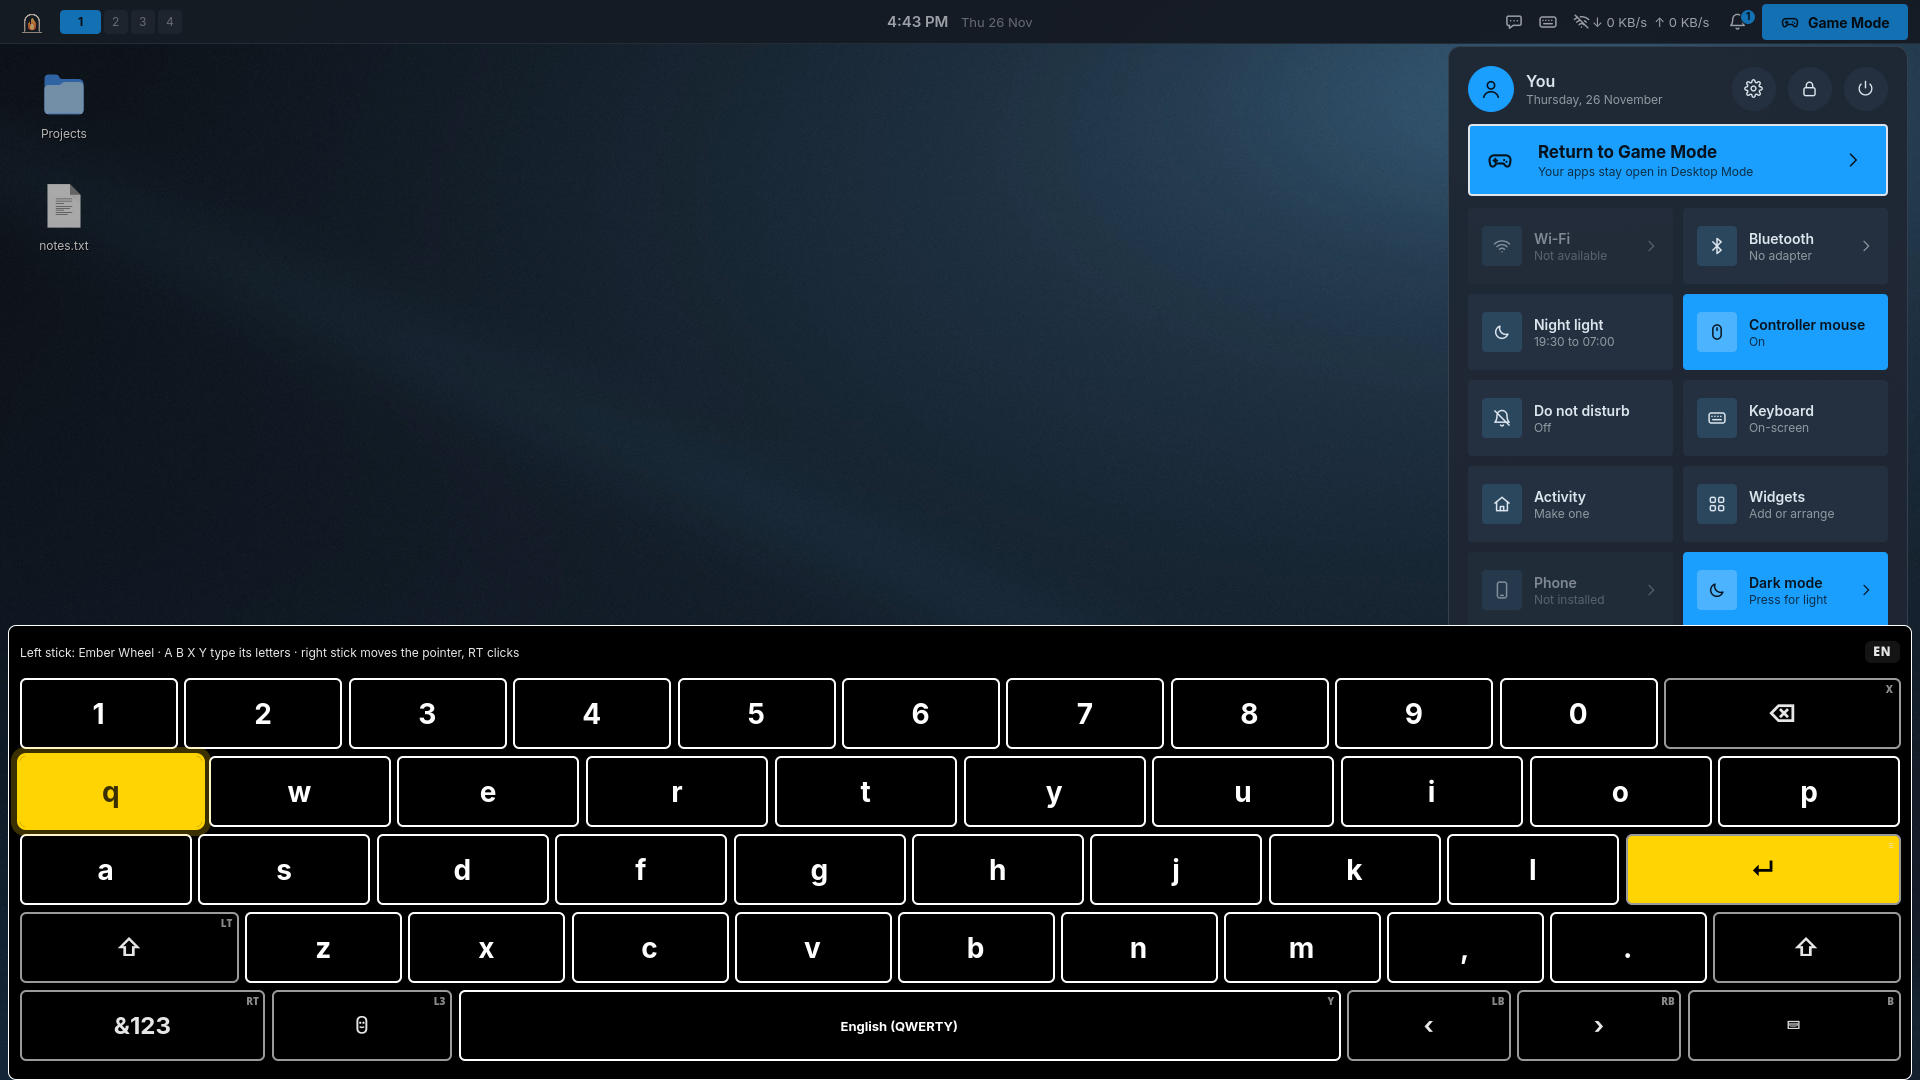 1 2 3 4
4:43 PM Thu 26 Nov
↓ 0 KB/s ↑ 0 KB/s
1
Game Mode
Projects
notes.txt
You
Thursday, 26 November
Return to Game Mode
Your apps stay open in Desktop Mode
Wi-Fi
Not available
Bluetooth
No adapter
Night light
19:30 to 07:00
Controller mouse
On
Do not disturb
Off
Keyboard
On-screen
Activity
Make one
Widgets
Add or arrange
Phone
Not installed
Dark mode
Press for light
Left stick: Ember Wheel · A B X Y type its letters · right stick moves the pointer, RT clicks
EN
1 2 3 4 5 6 7 8 9 0 X
q w e r t y u i o p
a s d f g h j k l
LT z x c v b n m , .
&123 RT L3 English (QWERTY) Y ‹ LB › RB B